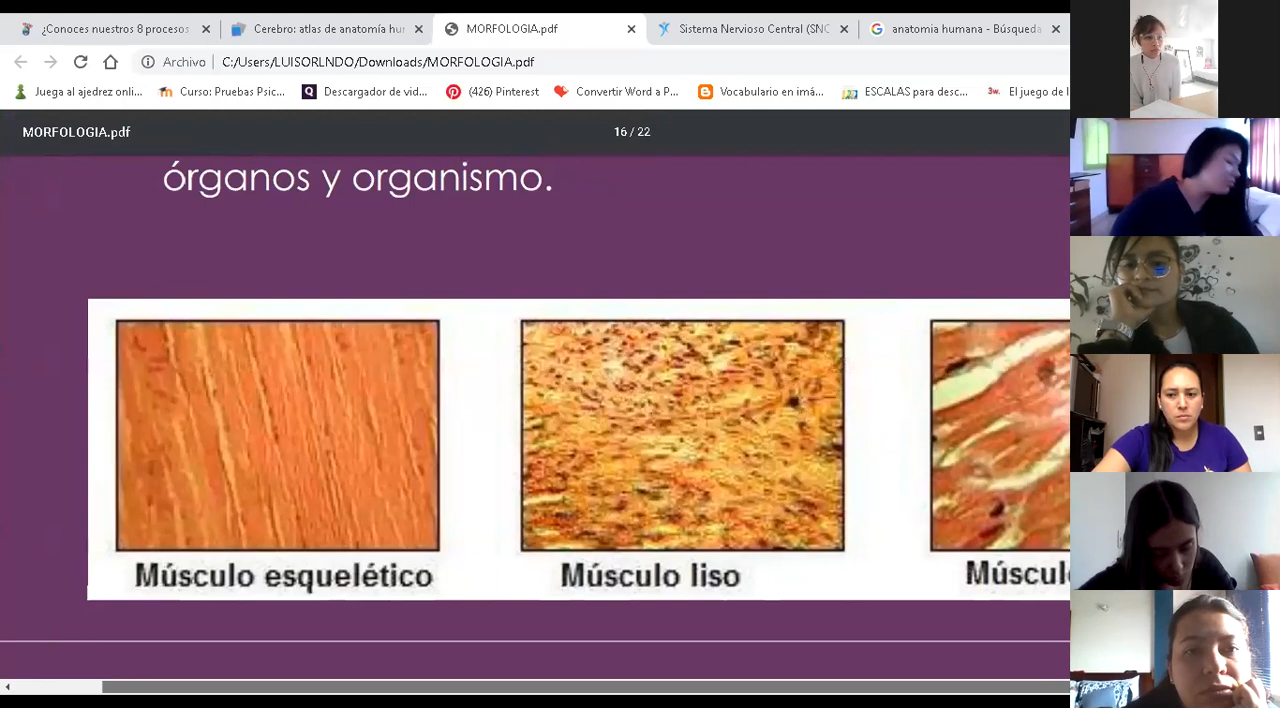 ¿Conoces nuestros 8 procesos
Cerebro: atlas de anatomía hur
MORFOLOGIA.pdf
Sistema Nervioso Central (SNC
anatomia humana - Búsqueda
Archivo
C:/Users/LUISORLNDO/Downloads/MORFOLOGIA.pdf
Juega al ajedrez onli...
Curso: Pruebas Psic...
Descargador de vid...
(426) Pinterest
Convertir Word a P...
Vocabulario en imá...
ESCALAS para desc...
3w.
El juego de l
MORFOLOGIA.pdf
16 / 22
órganos y organismo.
Músculo esquelético
Músculo liso
Múscul